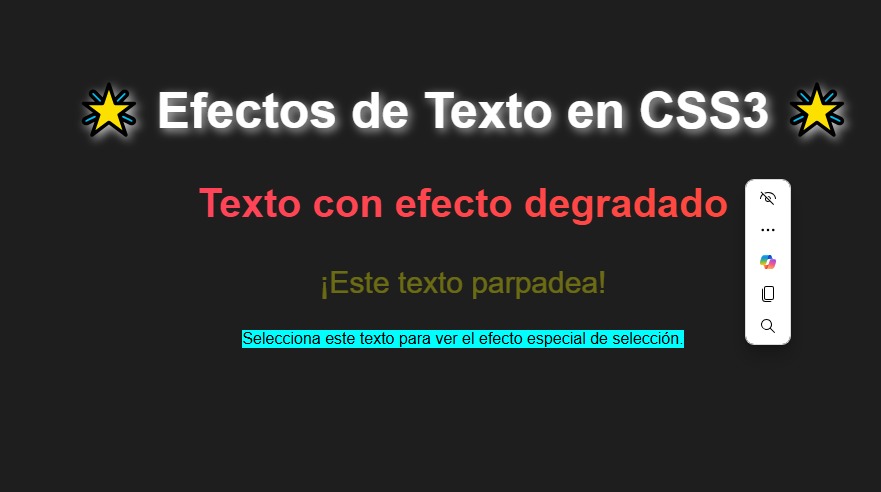 🌟 Efectos de Texto en CSS3 🌟
Texto con efecto degradado
¡Este texto parpadea!
Selecciona este texto para ver el efecto especial de selección.